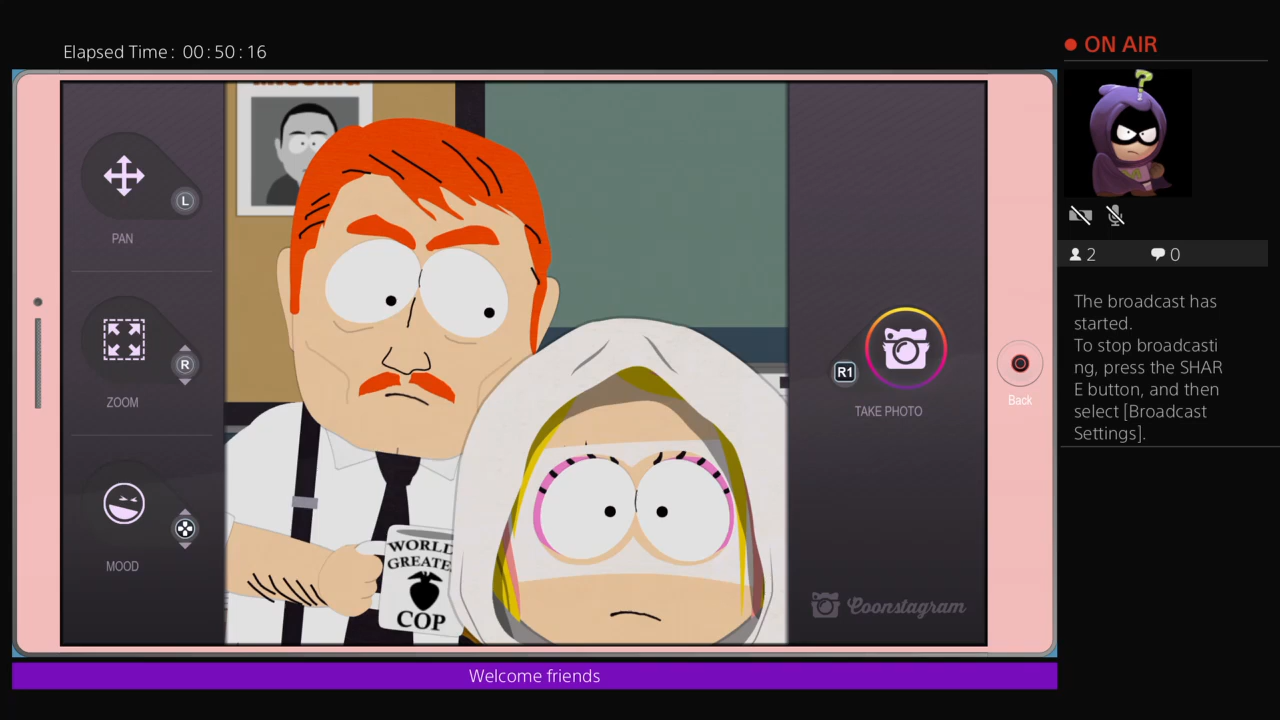 Elapsed Time: 00:50:16
ON AIR
PAN
L
ZOOM
R
MOOD
R1
TAKE PHOTO
Back
WORLD
GREATE
COP
Coonstagram
2
0
The broadcast has
started.
To stop broadcasti
ng, press the SHAR
E button, and then
select [Broadcast
Settings].
Welcome friends